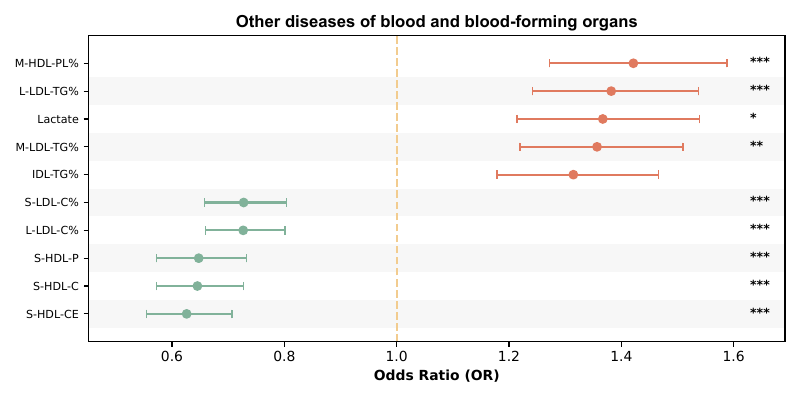 Other diseases of blood and blood-forming organs
M-HDL-PL% ***
L-LDL-TG% ***
Lactate *
M-LDL-TG% **
IDL-TG%
S-LDL-C% ***
L-LDL-C% ***
S-HDL-P ***
S-HDL-C ***
S-HDL-CE ***
0.6 0.8 1.0 1.2 1.4 1.6
Odds Ratio (OR)